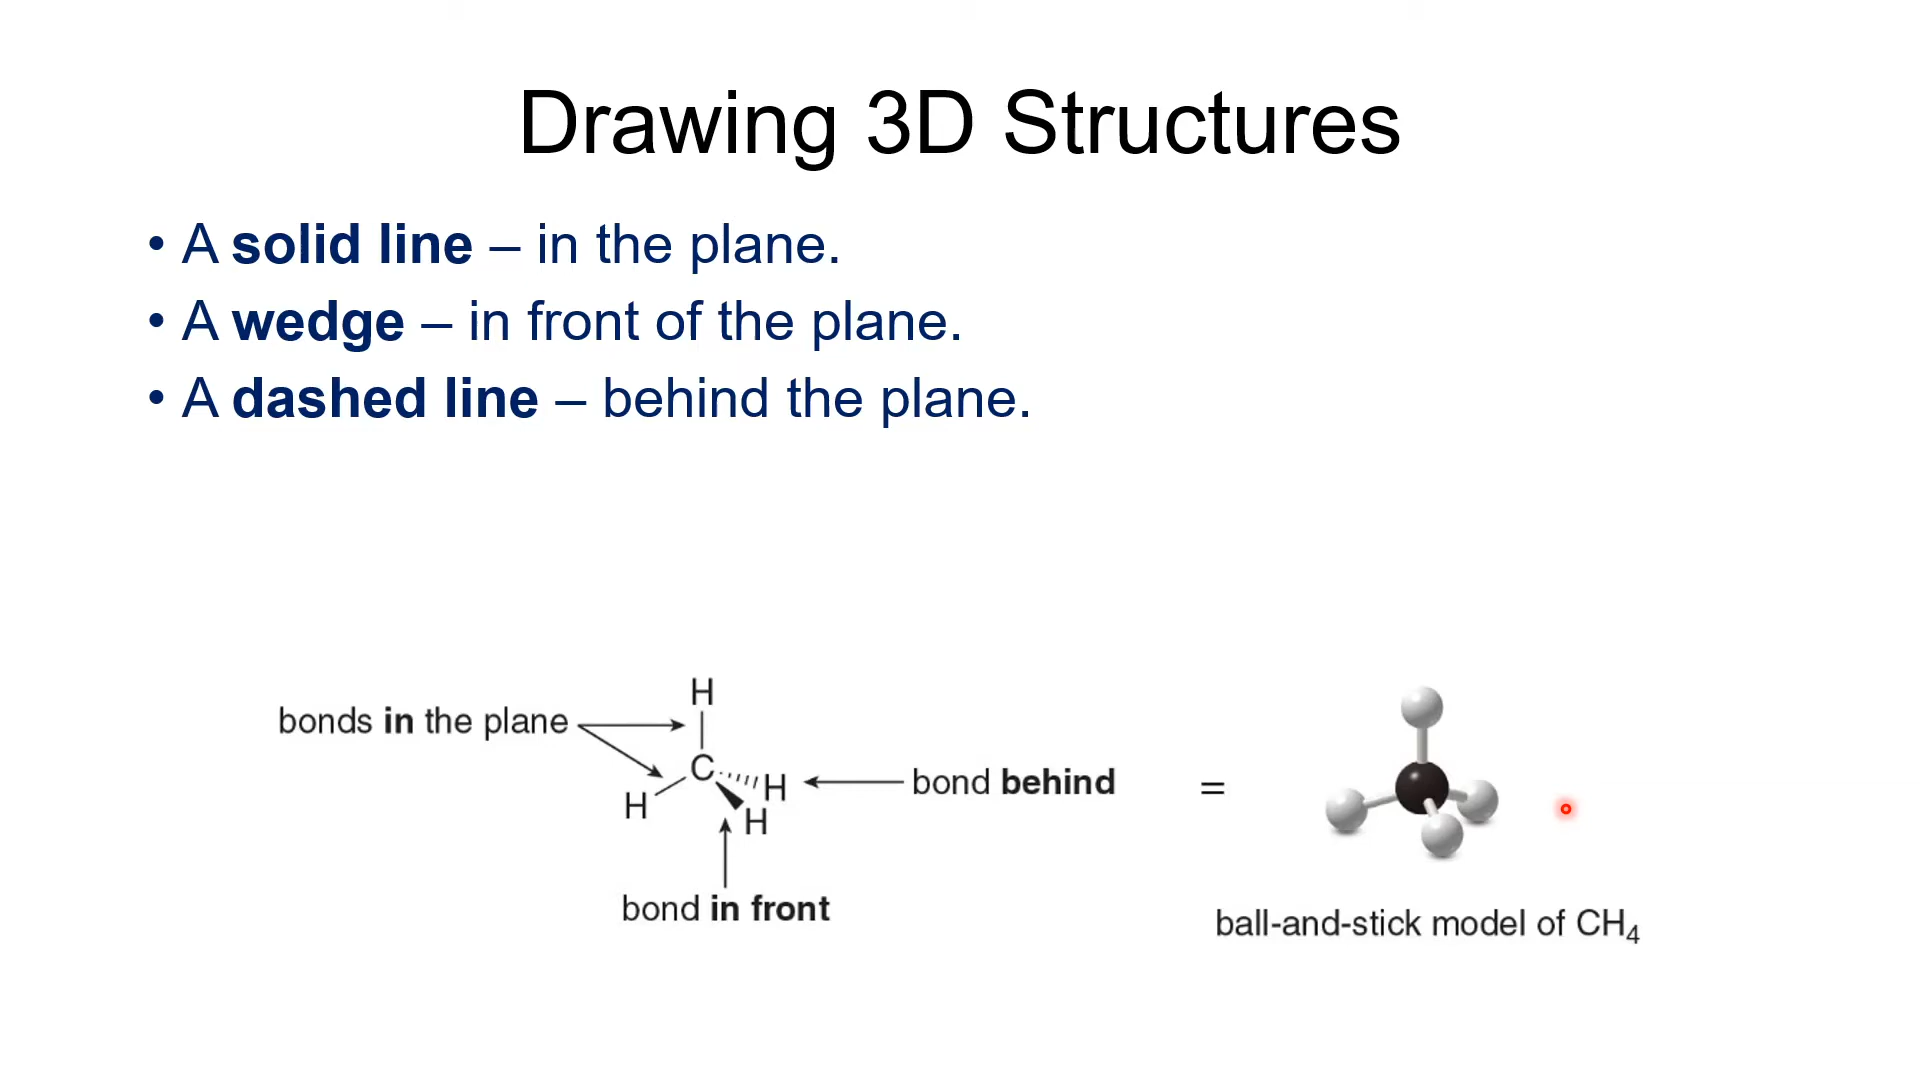 Drawing 3D Structures
• A solid line – in the plane.
• A wedge – in front of the plane.
• A dashed line – behind the plane.
H
bonds in the plane
C
H
H
bond behind
=
H
bond in front
ball-and-stick model of CH₄